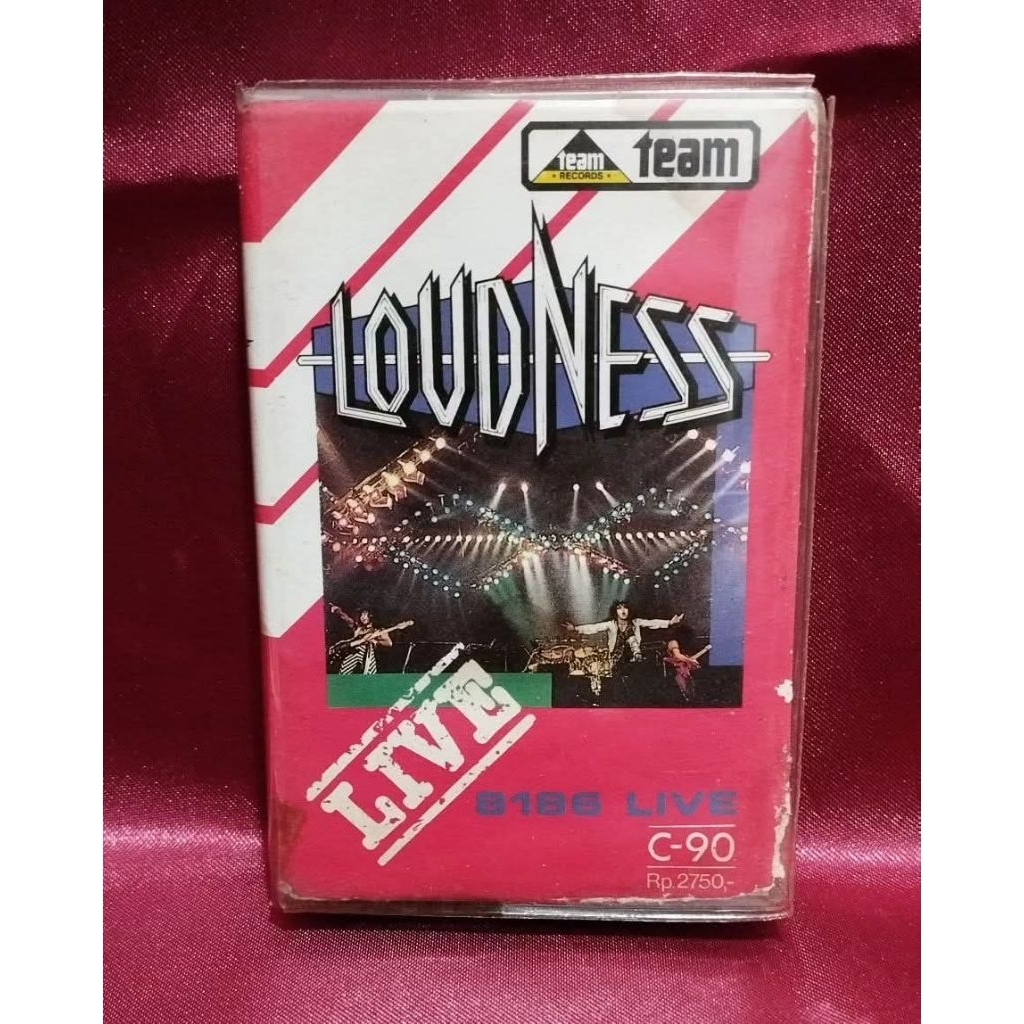 team
RECORDS
team
LOUDNESS
LIVE
8186 LIVE
C-90
Rp.2750,-